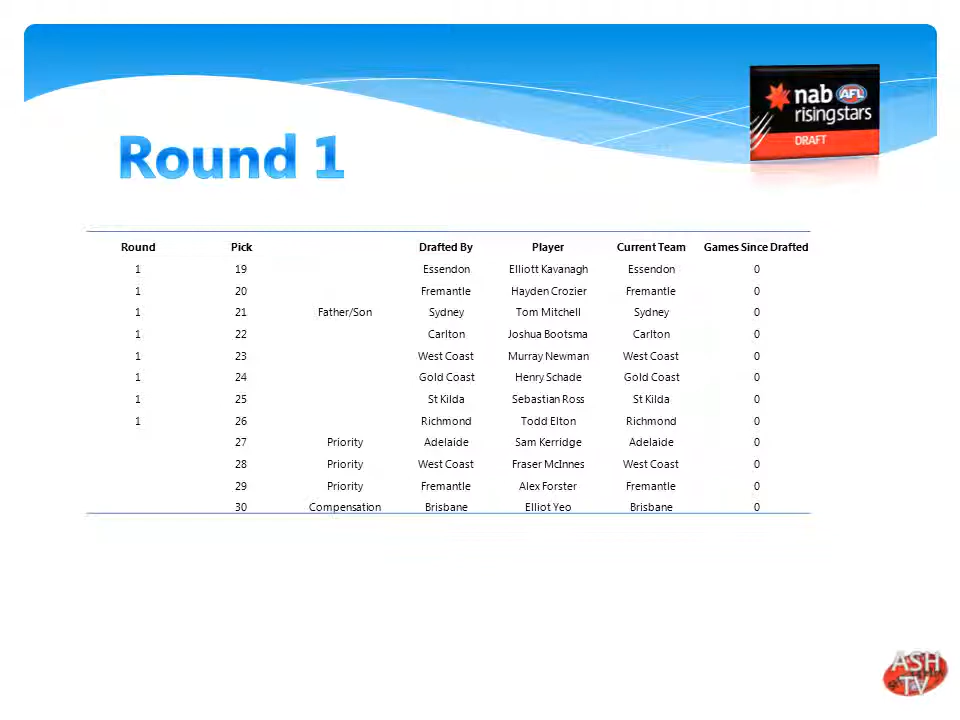 nab AFL
risingstars
DRAFT
Round 1
Round Pick Drafted By Player Current Team Games Since Drafted
1 19 Essendon Elliott Kavanagh Essendon 0
1 20 Fremantle Hayden Crozier Fremantle 0
1 21 Father/Son Sydney Tom Mitchell Sydney 0
1 22 Carlton Joshua Bootsma Carlton 0
1 23 West Coast Murray Newman West Coast 0
1 24 Gold Coast Henry Schade Gold Coast 0
1 25 St Kilda Sebastian Ross St Kilda 0
1 26 Richmond Todd Elton Richmond 0
27 Priority Adelaide Sam Kerridge Adelaide 0
28 Priority West Coast Fraser McInnes West Coast 0
29 Priority Fremantle Alex Forster Fremantle 0
30 Compensation Brisbane Elliot Yeo Brisbane 0
ASH
TV